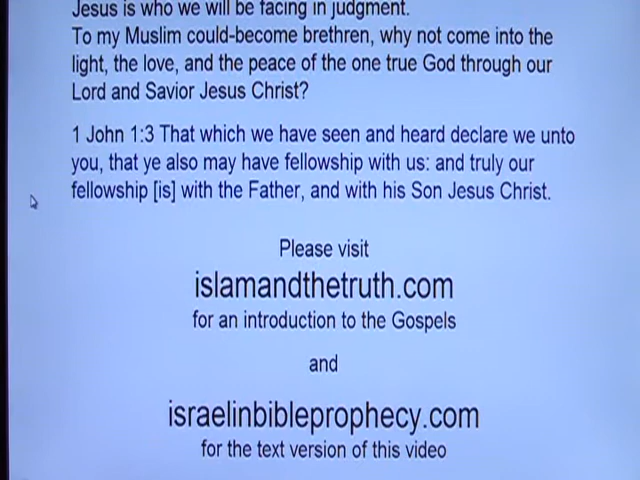 Jesus is who we will be facing in judgment.
To my Muslim could-become brethren, why not come into the
light, the love, and the peace of the one true God through our
Lord and Savior Jesus Christ?
1 John 1:3 That which we have seen and heard declare we unto
you, that ye also may have fellowship with us: and truly our
fellowship [is] with the Father, and with his Son Jesus Christ.
Please visit
islamandthetruth.com
for an introduction to the Gospels
and
israelinbibleprophecy.com
for the text version of this video